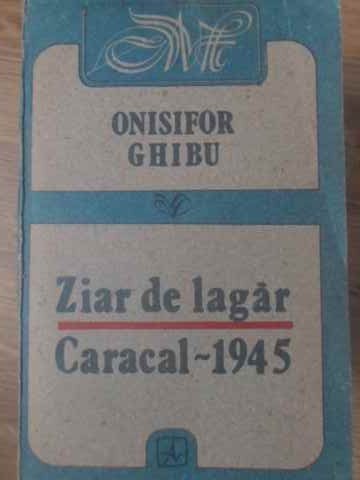 ONISIFOR
GHIBU
Ziar de lagăr
Caracal~1945
A